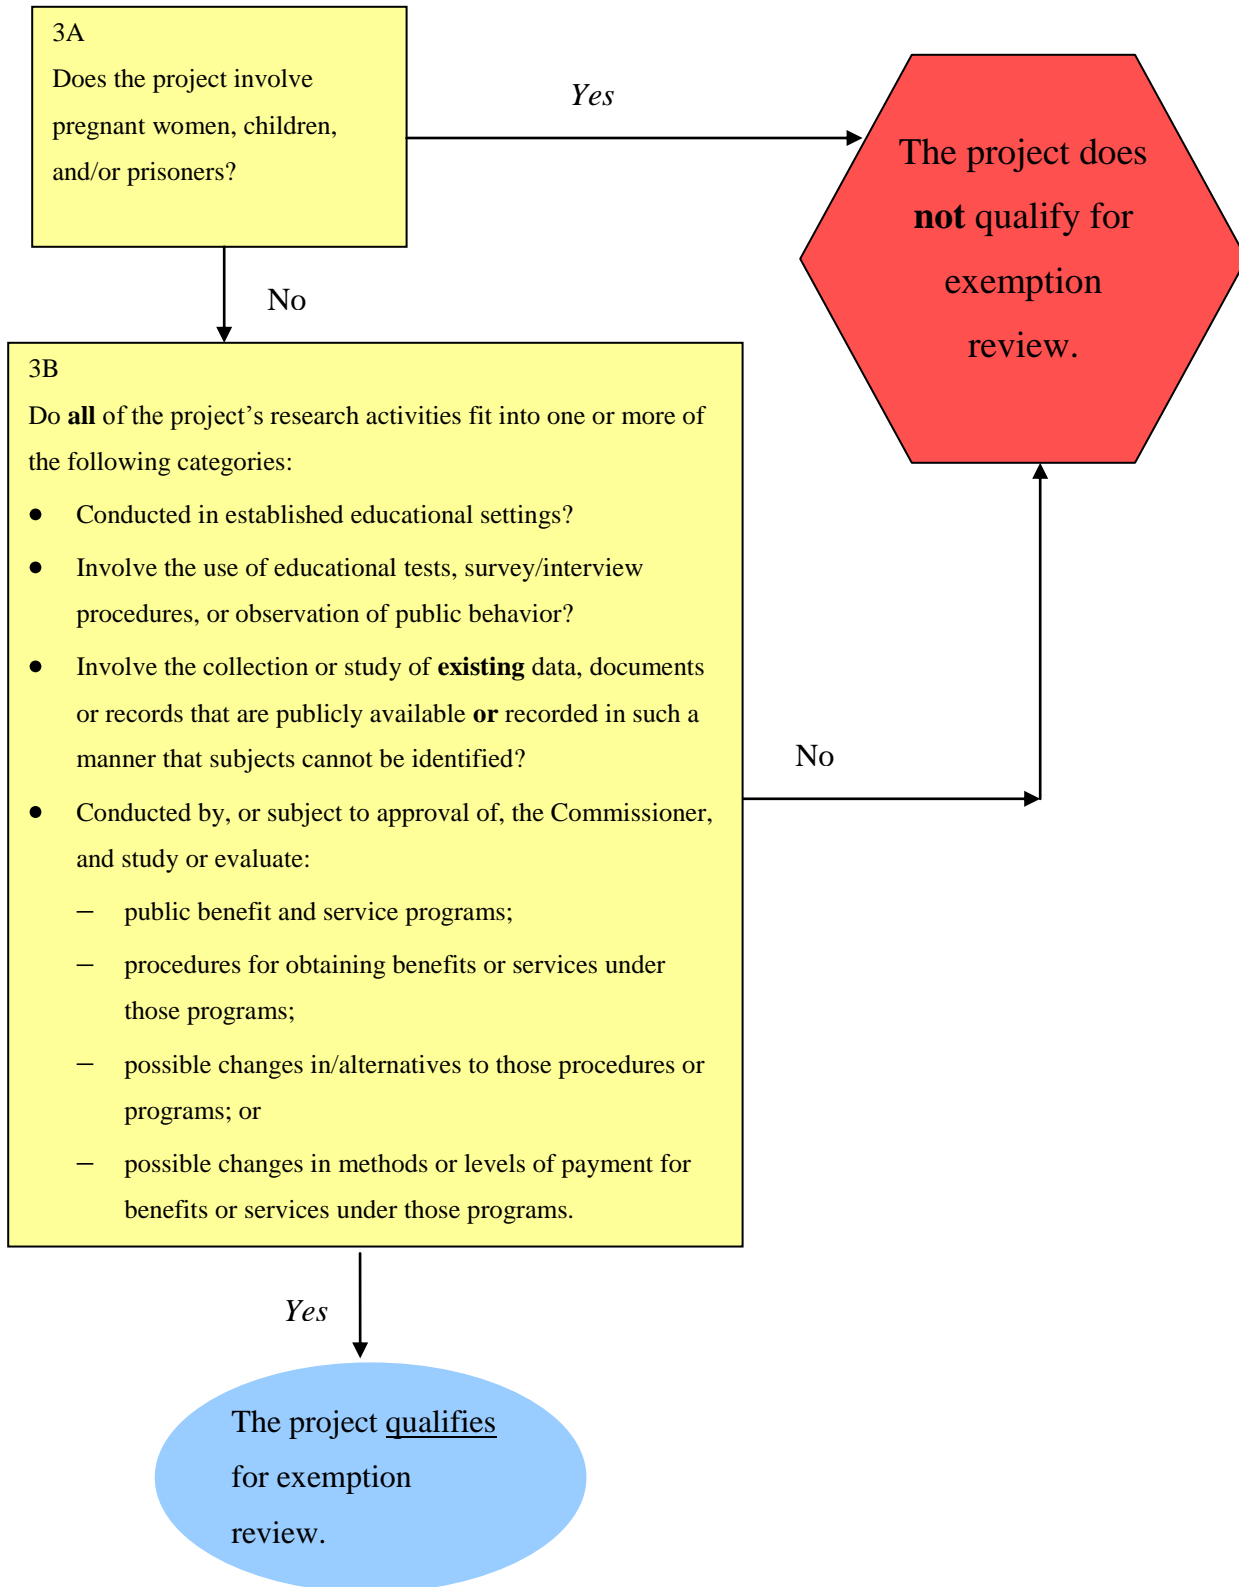 3A
Does the project involve
pregnant women, children,
and/or prisoners?
Yes
The project does
not qualify for
exemption
review.
No
3B
Do all of the project’s research activities fit into one or more of
the following categories:
• Conducted in established educational settings?
• Involve the use of educational tests, survey/interview
procedures, or observation of public behavior?
• Involve the collection or study of existing data, documents
or records that are publicly available or recorded in such a
manner that subjects cannot be identified?
• Conducted by, or subject to approval of, the Commissioner,
and study or evaluate:
– public benefit and service programs;
– procedures for obtaining benefits or services under
those programs;
– possible changes in/alternatives to those procedures or
programs; or
– possible changes in methods or levels of payment for
benefits or services under those programs.
No
Yes
The project qualifies
for exemption
review.